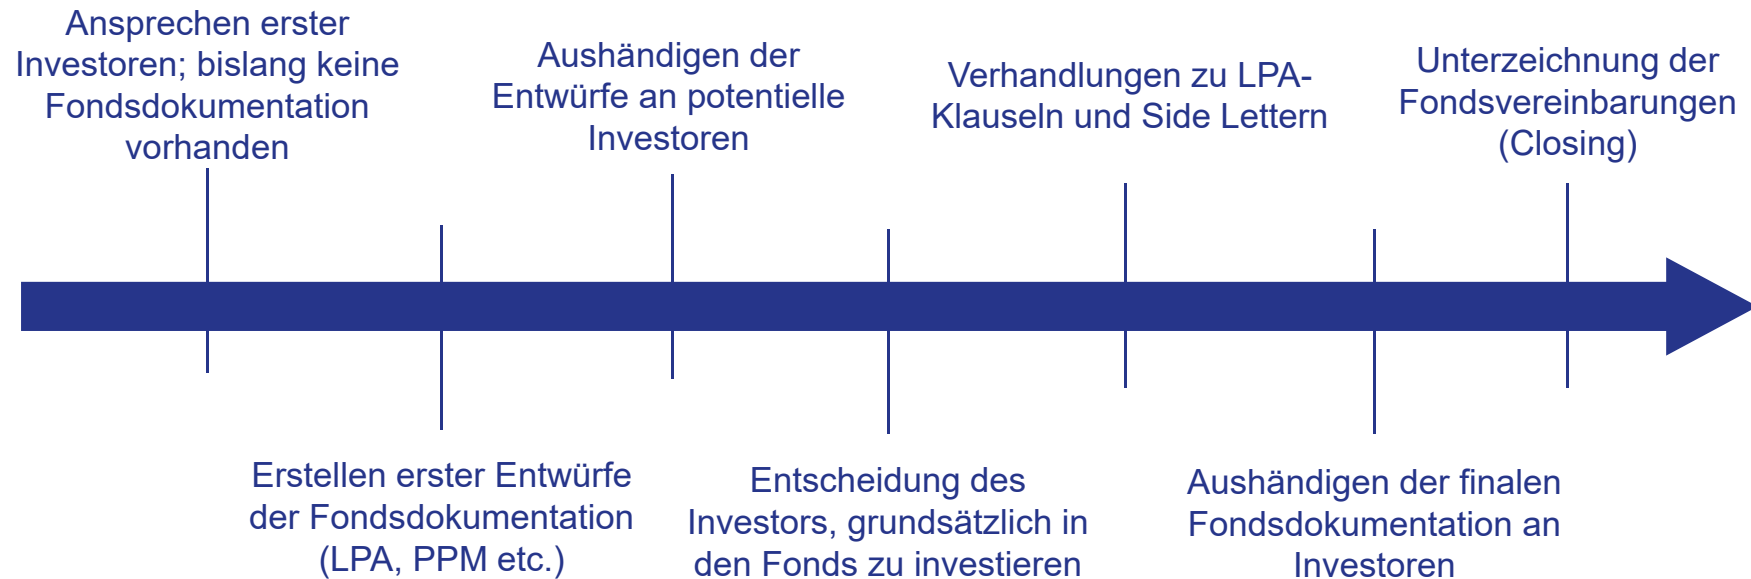 Ansprechen erster
Investoren; bislang keine
Fondsdokumentation
vorhanden
Erstellen erster Entwürfe
der Fondsdokumentation
(LPA, PPM etc.)
Aushändigen der
Entwürfe an potentielle
Investoren
Entscheidung des
Investors, grundsätzlich in
den Fonds zu investieren
Verhandlungen zu LPA-
Klauseln und Side Lettern
Aushändigen der finalen
Fondsdokumentation an
Investoren
Unterzeichnung der
Fondsvereinbarungen
(Closing)